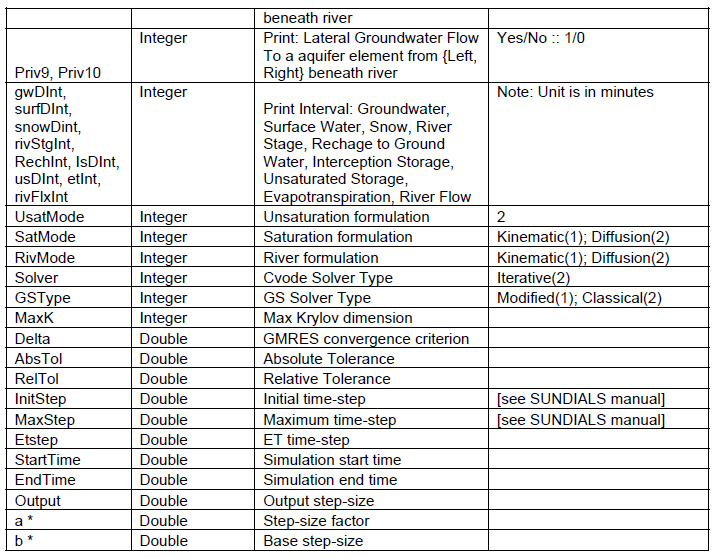 beneath river
Priv9, Priv10 Integer Print: Lateral Groundwater Flow Yes/No :: 1/0
To a aquifer element from {Left,
Right} beneath river
gwDInt, Integer Note: Unit is in minutes
surfDInt, Print Interval: Groundwater,
snowDint, Surface Water, Snow, River
rivStgInt, Stage, Rechage to Ground
RechInt, IsDInt, Water, Interception Storage,
usDInt, etInt, Unsaturated Storage,
rivFlxInt Evapotranspiration, River Flow
UsatMode Integer Unsaturation formulation 2
SatMode Integer Saturation formulation Kinematic(1); Diffusion(2)
RivMode Integer River formulation Kinematic(1); Diffusion(2)
Solver Integer Cvode Solver Type Iterative(2)
GSType Integer GS Solver Type Modified(1); Classical(2)
MaxK Integer Max Krylov dimension
Delta Double GMRES convergence criterion
AbsTol Double Absolute Tolerance
RelTol Double Relative Tolerance
InitStep Double Initial time-step [see SUNDIALS manual]
MaxStep Double Maximum time-step [see SUNDIALS manual]
Etstep Double ET time-step
StartTime Double Simulation start time
EndTime Double Simulation end time
Output Double Output step-size
a * Double Step-size factor
b * Double Base step-size